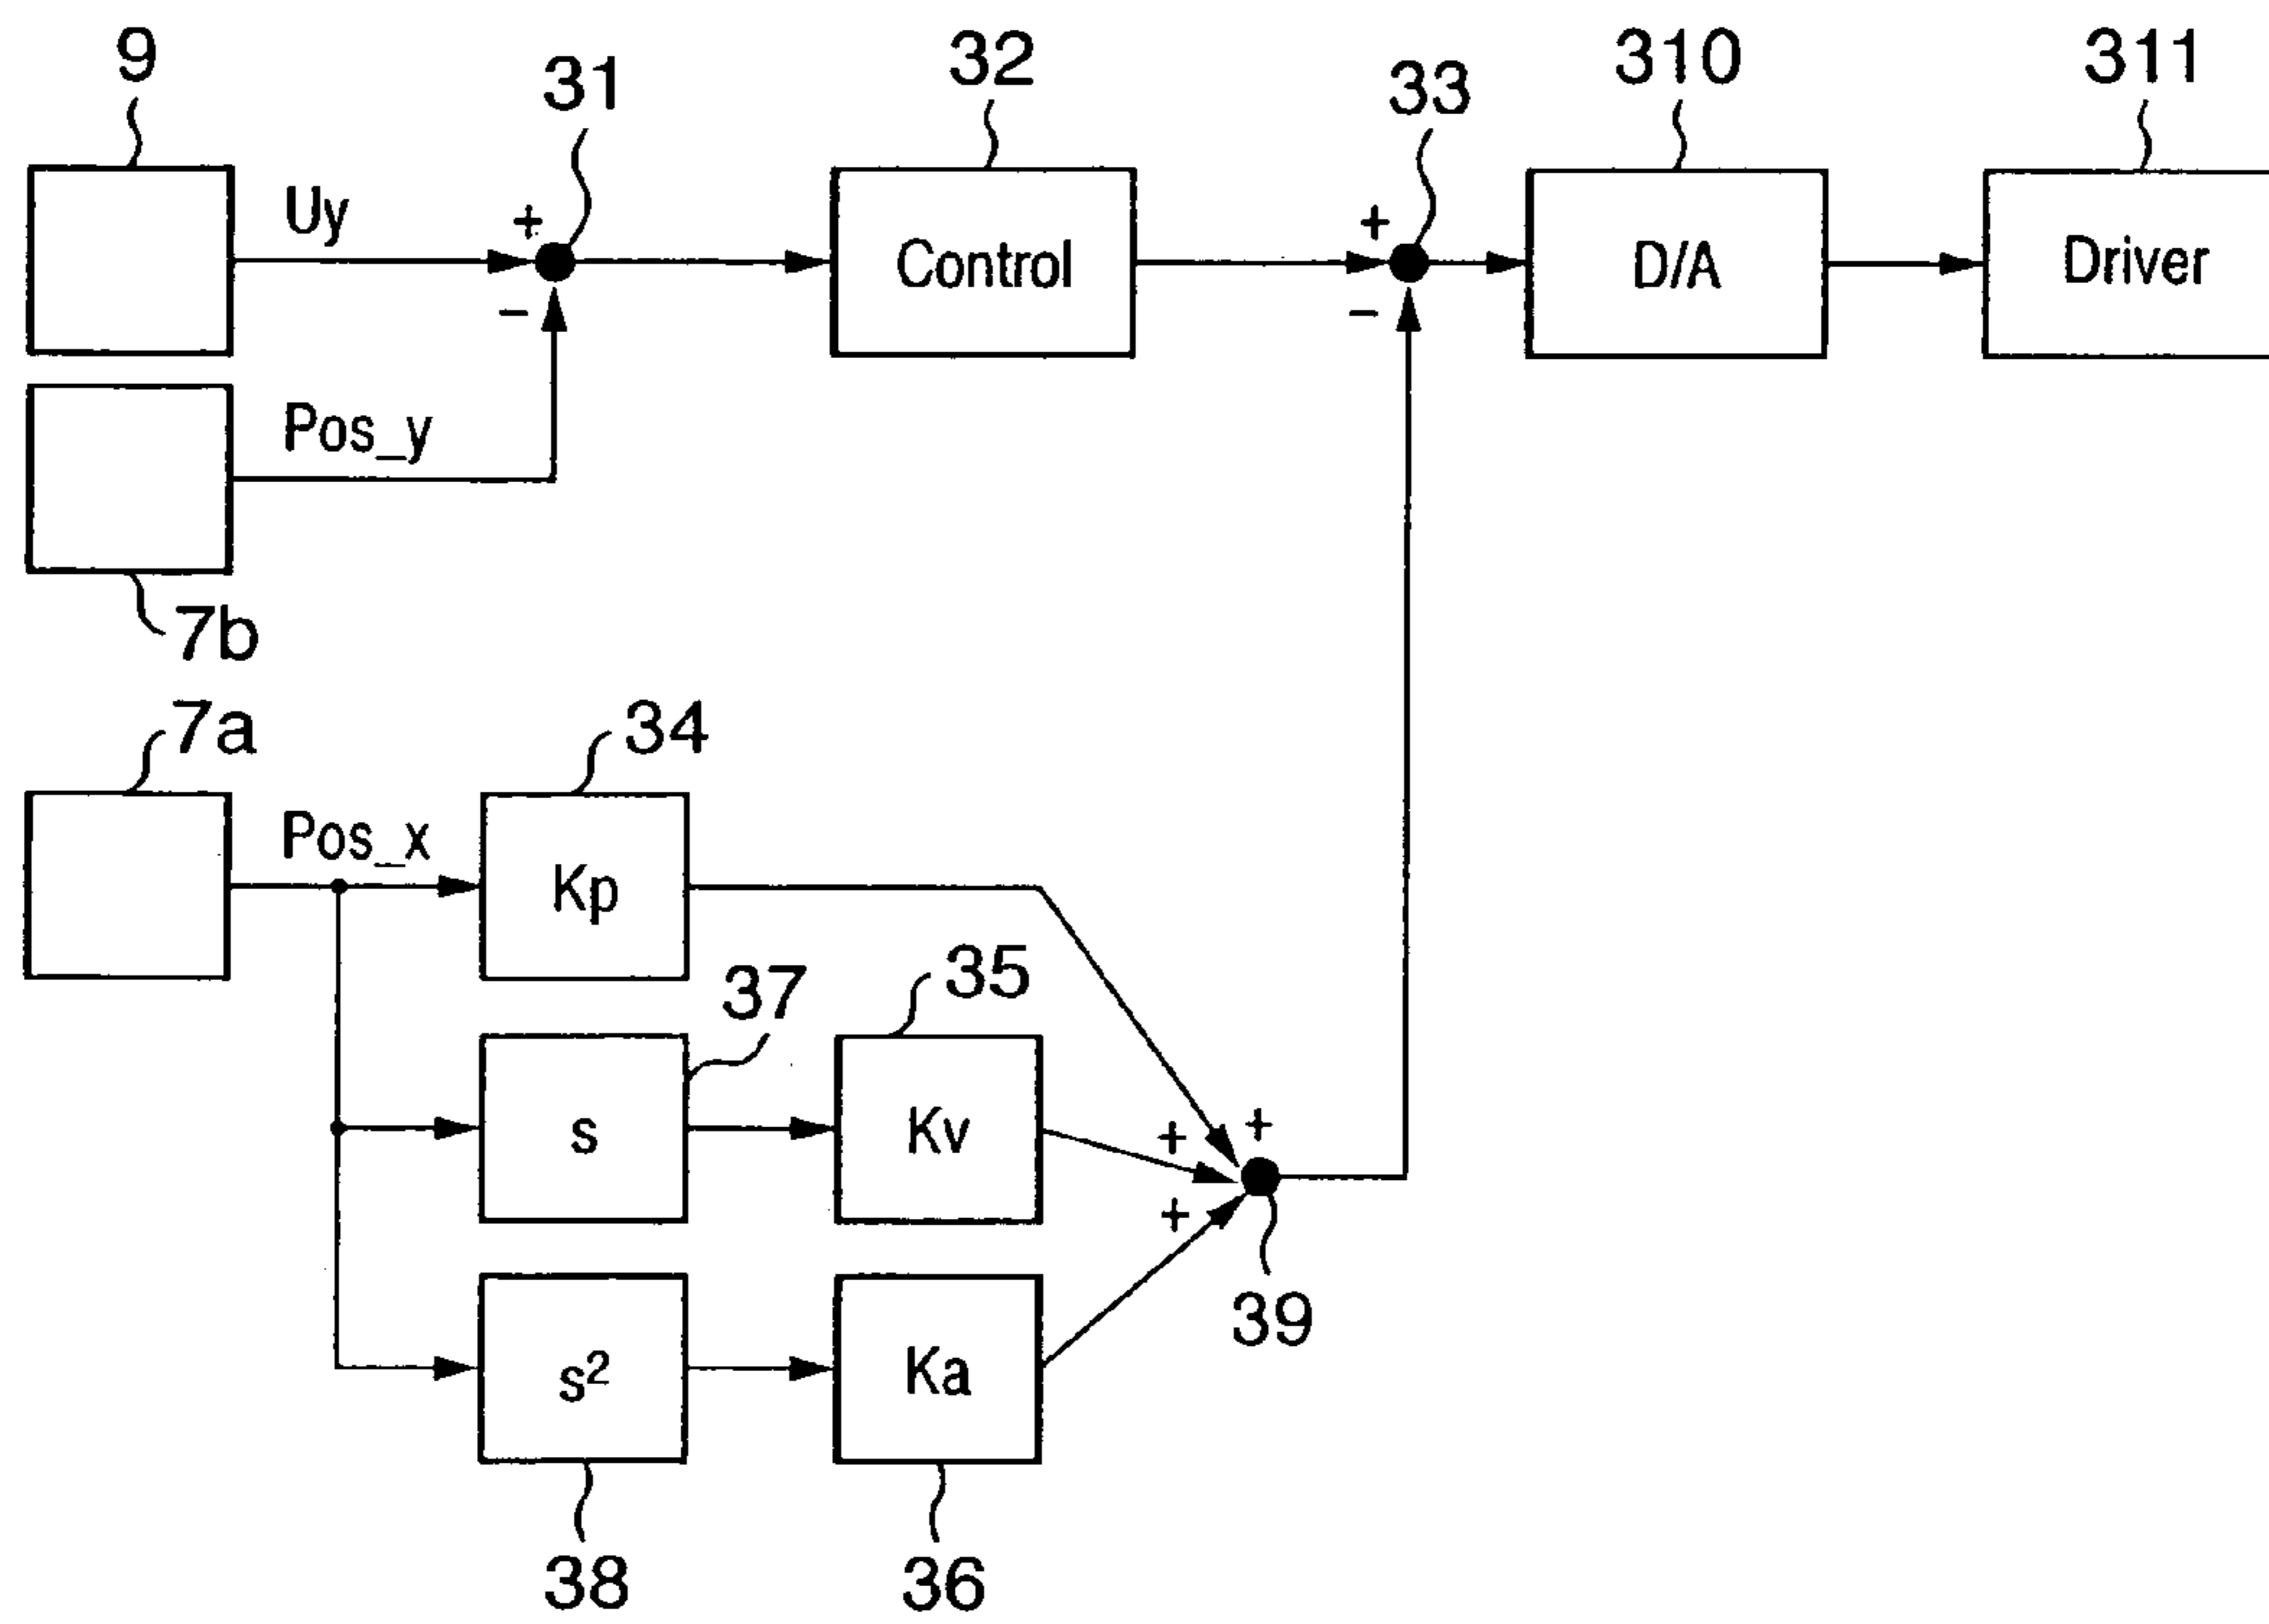 9
31
32
33
310
311
Uy
+
+
Control
D/A
Driver
−
−
Pos_y
7b
7a
34
Pos_x
Kp
37
35
s
Kv
+
+
+
39
s²
Ka
38
36